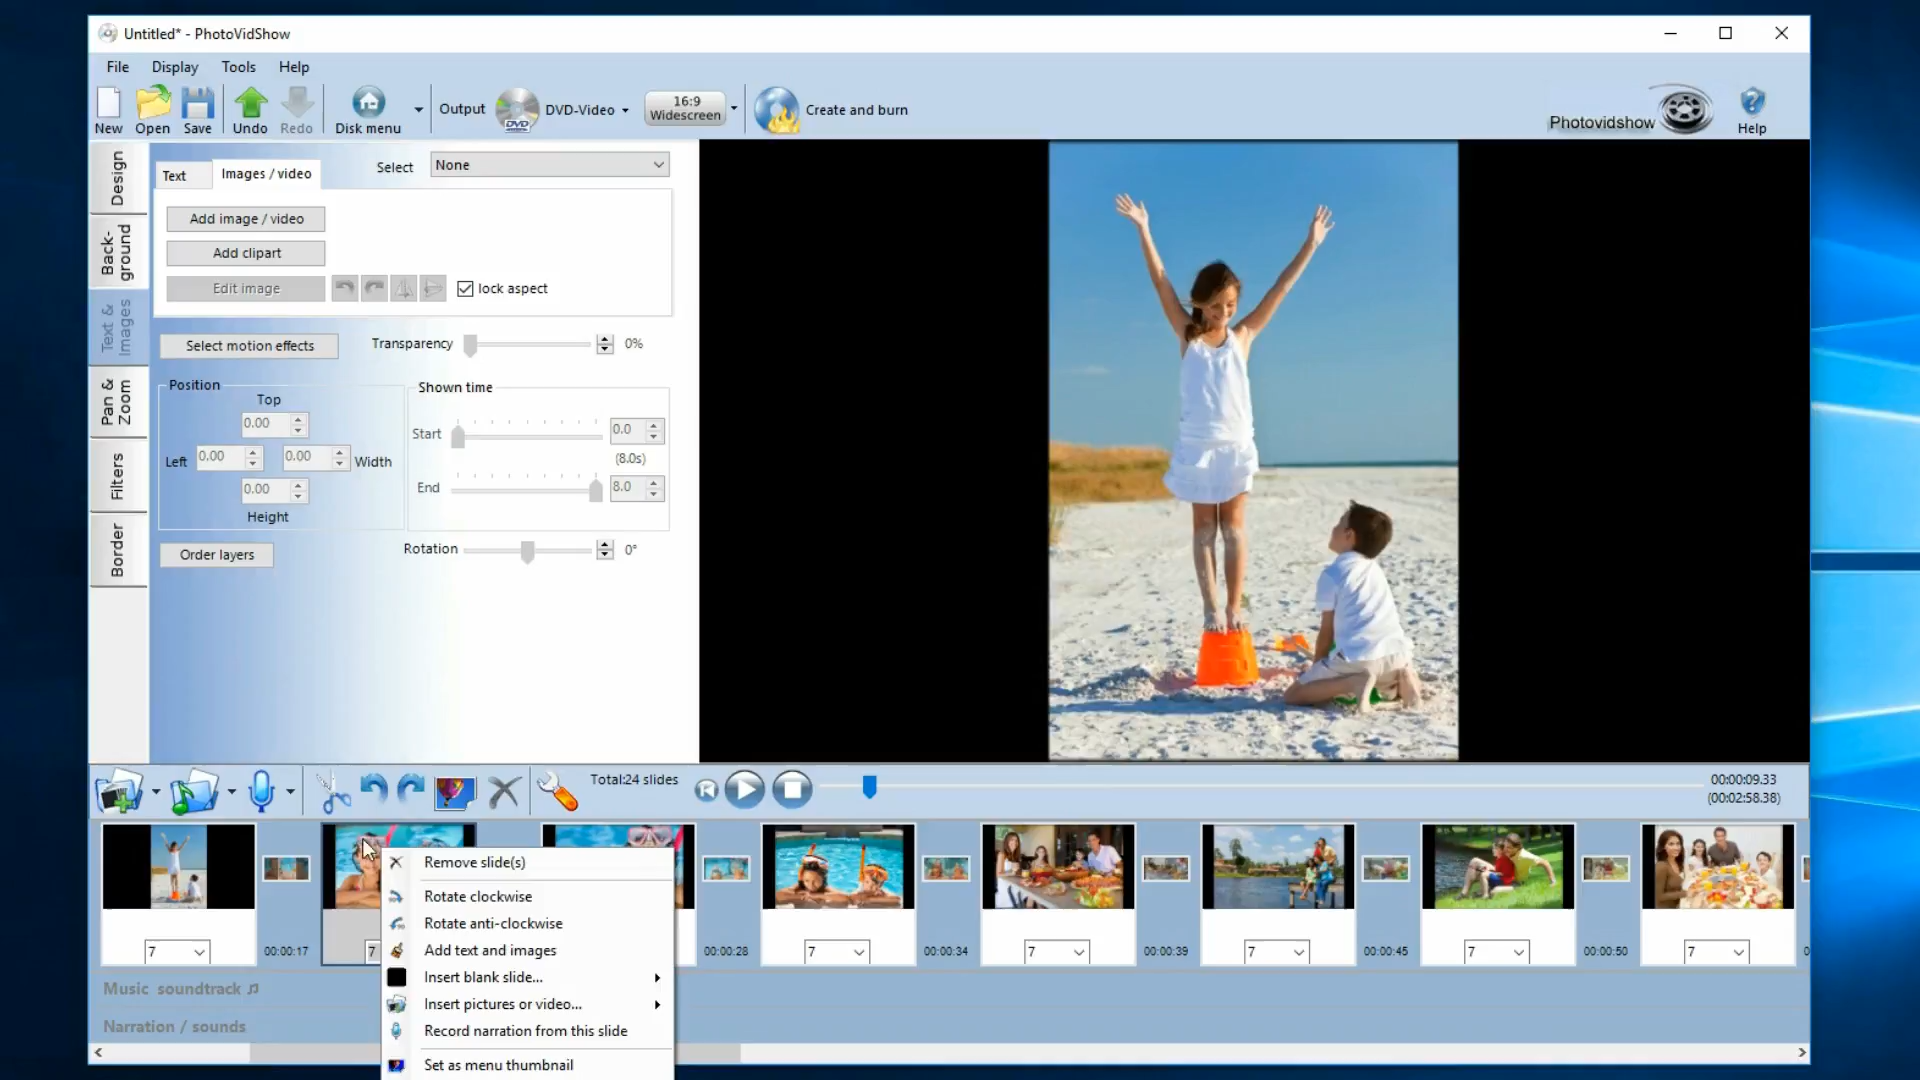 Untitled* - PhotoVidShow
File Display Tools Help
New Open Save Undo Redo Disk menu Output DVD DVD-Video 16:9 Widescreen Create and burn Photovidshow Help
Design
Back-ground
Text & Images
Pan & Zoom
Filters
Border
Text Images / video Select None
Add image / video
Add clipart
Edit image lock aspect
Select motion effects Transparency 0%
Position Shown time
Top
0.00
Start 0.0
(8.0s)
Left 0.00 0.00 Width
0.00
Height
End 8.0
Order layers Rotation 0°
Total:24 slides 00:00:09.33
(00:02:58.38)
7 00:00:17 7 00:00:28 7 00:00:34 7 00:00:39 7 00:00:45 7 00:00:50 7
Remove slide(s)
Rotate clockwise
Rotate anti-clockwise
Add text and images
Insert blank slide...
Insert pictures or video...
Record narration from this slide
Set as menu thumbnail
Music soundtrack
Narration / sounds